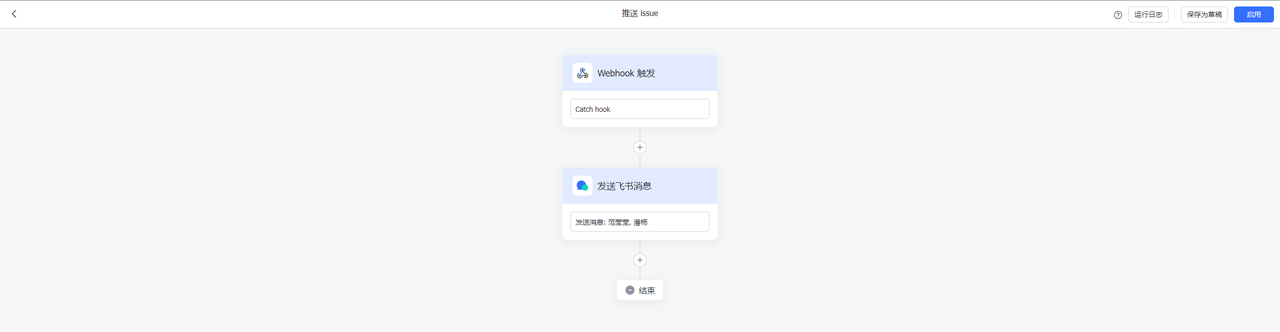 推送 issue
运行日志
保存为草稿
启用
Webhook 触发
Catch hook
发送飞书消息
发送消息: 范莹莹, 潘杨
结束